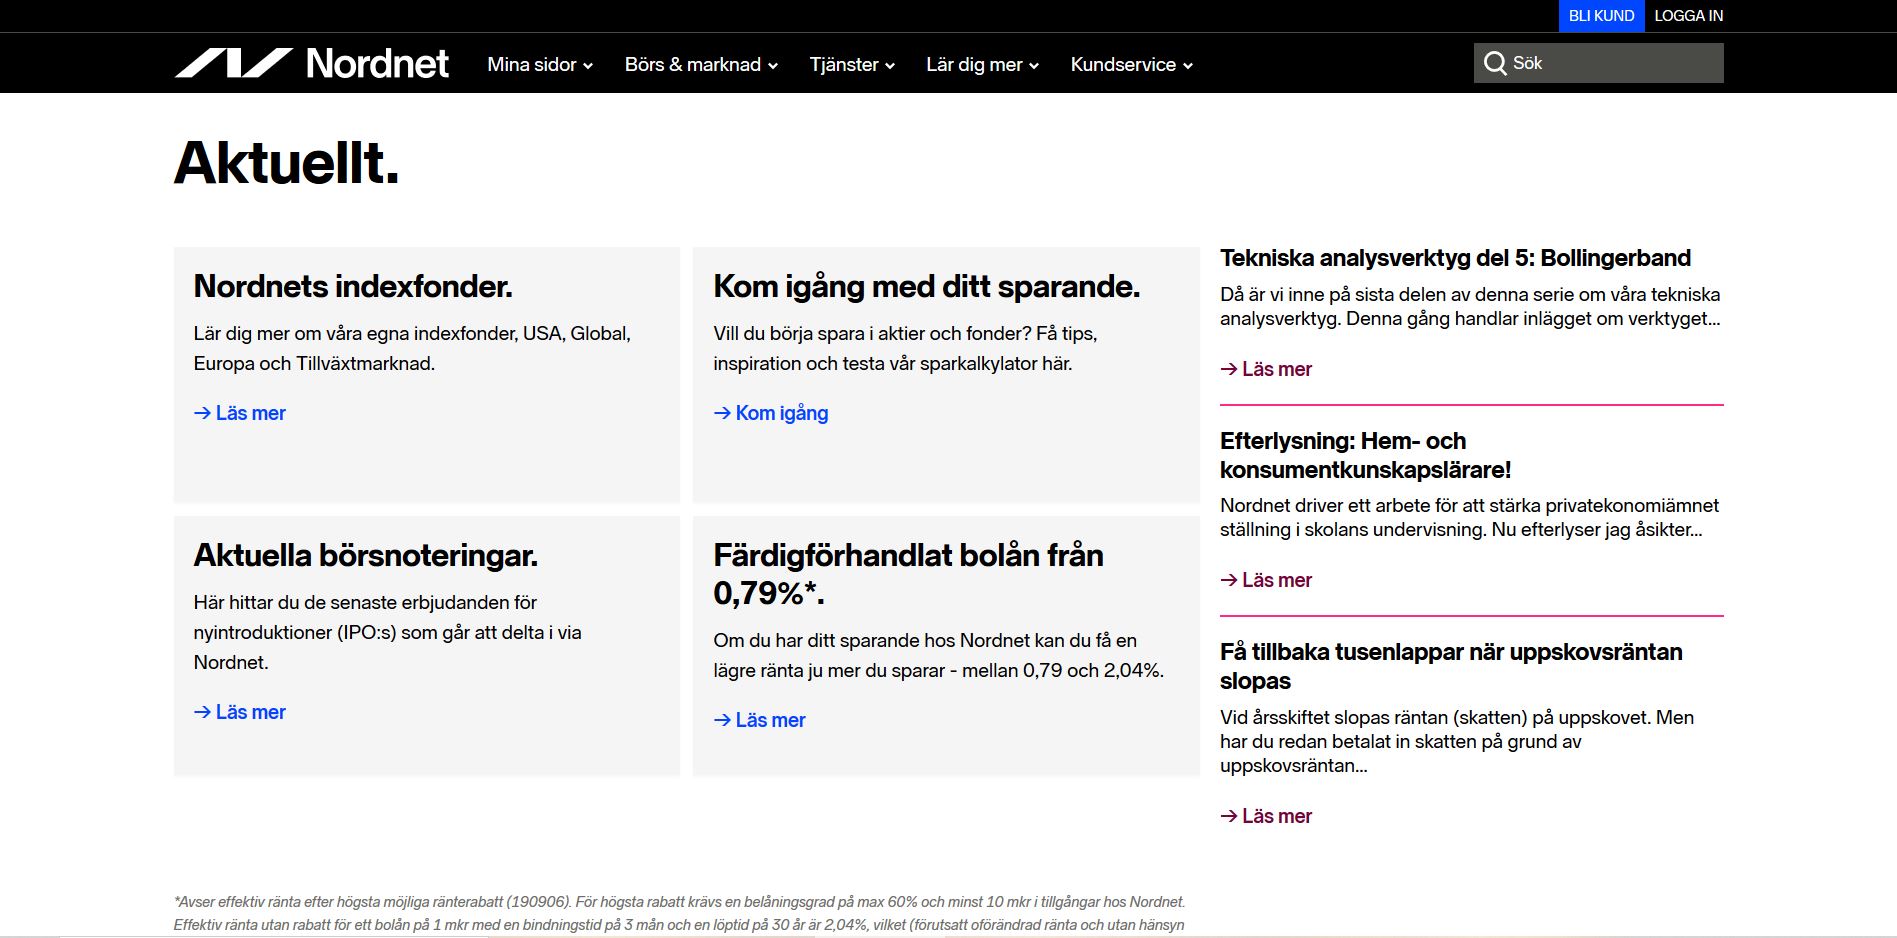 BLI KUND
LOGGA IN
Nordnet
Mina sidor
Börs & marknad
Tjänster
Lär dig mer
Kundservice
Sök
Aktuellt.
Nordnets indexfonder.
Lär dig mer om våra egna indexfonder, USA, Global,
Europa och Tillväxtmarknad.
→ Läs mer
Kom igång med ditt sparande.
Vill du börja spara i aktier och fonder? Få tips,
inspiration och testa vår sparkalkylator här.
→ Kom igång
Aktuella börsnoteringar.
Här hittar du de senaste erbjudanden för
nyintroduktioner (IPO:s) som går att delta i via
Nordnet.
→ Läs mer
Färdigförhandlat bolån från
0,79%*.
Om du har ditt sparande hos Nordnet kan du få en
lägre ränta ju mer du sparar - mellan 0,79 och 2,04%.
→ Läs mer
Tekniska analysverktyg del 5: Bollingerband
Då är vi inne på sista delen av denna serie om våra tekniska
analysverktyg. Denna gång handlar inlägget om verktyget...
→ Läs mer
Efterlysning: Hem- och
konsumentkunskapslärare!
Nordnet driver ett arbete för att stärka privatekonomiämnet
ställning i skolans undervisning. Nu efterlyser jag åsikter...
→ Läs mer
Få tillbaka tusenlappar när uppskovsräntan
slopas
Vid årsskiftet slopas räntan (skatten) på uppskovet. Men
har du redan betalat in skatten på grund av
uppskovsräntan...
→ Läs mer
*Avser effektiv ränta efter högsta möjliga ränterabatt (190906). För högsta rabatt krävs en belåningsgrad på max 60% och minst 10 mkr i tillgångar hos Nordnet.
Effektiv ränta utan rabatt för ett bolån på 1 mkr med en bindningstid på 3 mån och en löptid på 30 år är 2,04%, vilket (förutsatt oförändrad ränta och utan hänsyn